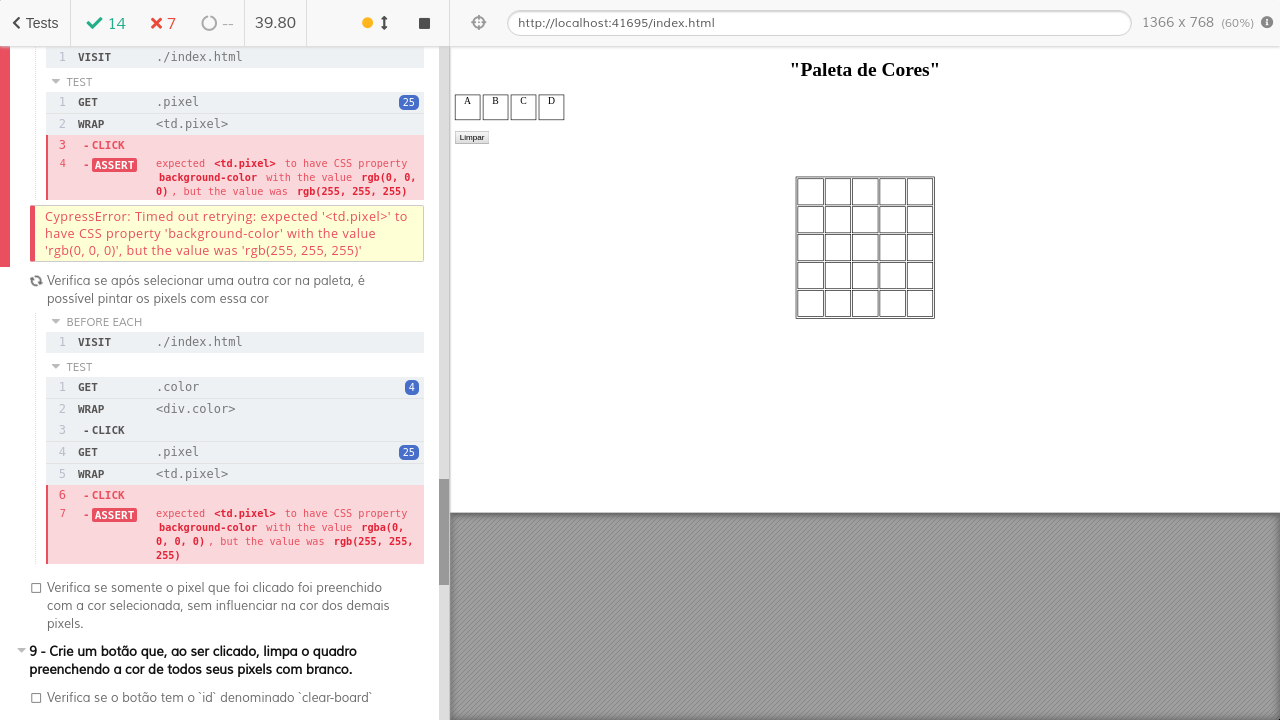 Tests 14 7 -- 39.80
1 VISIT ./index.html
TEST
1 GET .pixel 25
2 WRAP <td.pixel>
3 - CLICK
4 - ASSERT expected <td.pixel> to have CSS property
background-color with the value rgb(0, 0,
0) , but the value was rgb(255, 255, 255)
CypressError: Timed out retrying: expected '<td.pixel>' to
have CSS property 'background-color' with the value
'rgb(0, 0, 0)', but the value was 'rgb(255, 255, 255)'
Verifica se após selecionar uma outra cor na paleta, é
possível pintar os pixels com essa cor
BEFORE EACH
1 VISIT ./index.html
TEST
1 GET .color 4
2 WRAP <div.color>
3 - CLICK
4 GET .pixel 25
5 WRAP <td.pixel>
6 - CLICK
7 - ASSERT expected <td.pixel> to have CSS property
background-color with the value rgba(0,
0, 0, 0) , but the value was rgb(255, 255,
255)
Verifica se somente o pixel que foi clicado foi preenchido
com a cor selecionada, sem influenciar na cor dos demais
pixels.
9 - Crie um botão que, ao ser clicado, limpa o quadro
preenchendo a cor de todos seus pixels com branco.
Verifica se o botão tem o `id` denominado `clear-board`
http://localhost:41695/index.html 1366 x 768 (60%)
"Paleta de Cores"
A B C D
Limpar